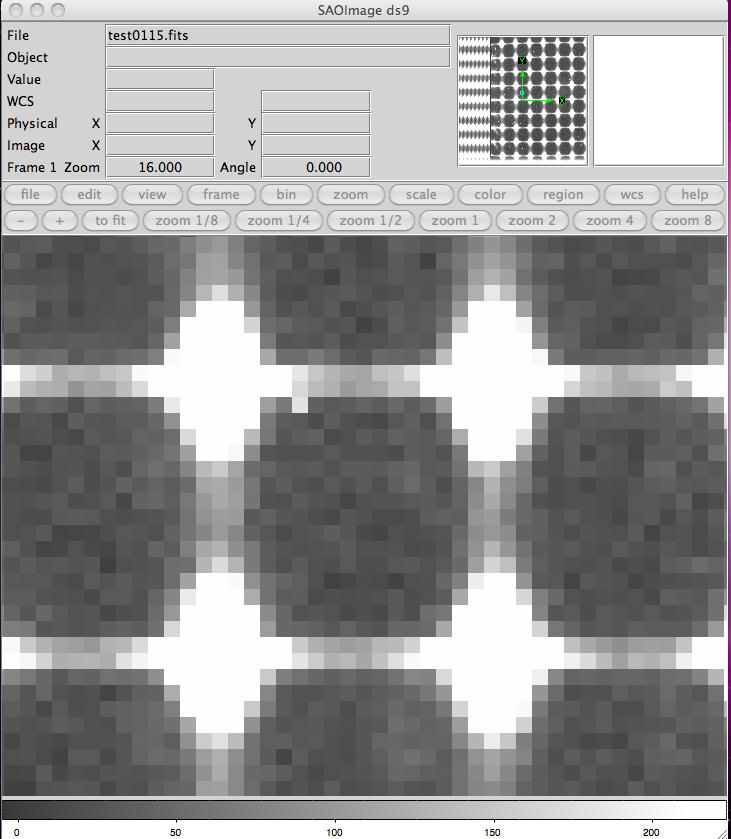 SAOImage ds9
File test0115.fits
Object
Value
WCS
Physical X Y
Image X Y
Frame 1 Zoom 16.000 Angle 0.000
Y
X
file edit view frame bin zoom scale color region wcs help
– + to fit zoom 1/8 zoom 1/4 zoom 1/2 zoom 1 zoom 2 zoom 4 zoom 8
0 50 100 150 200